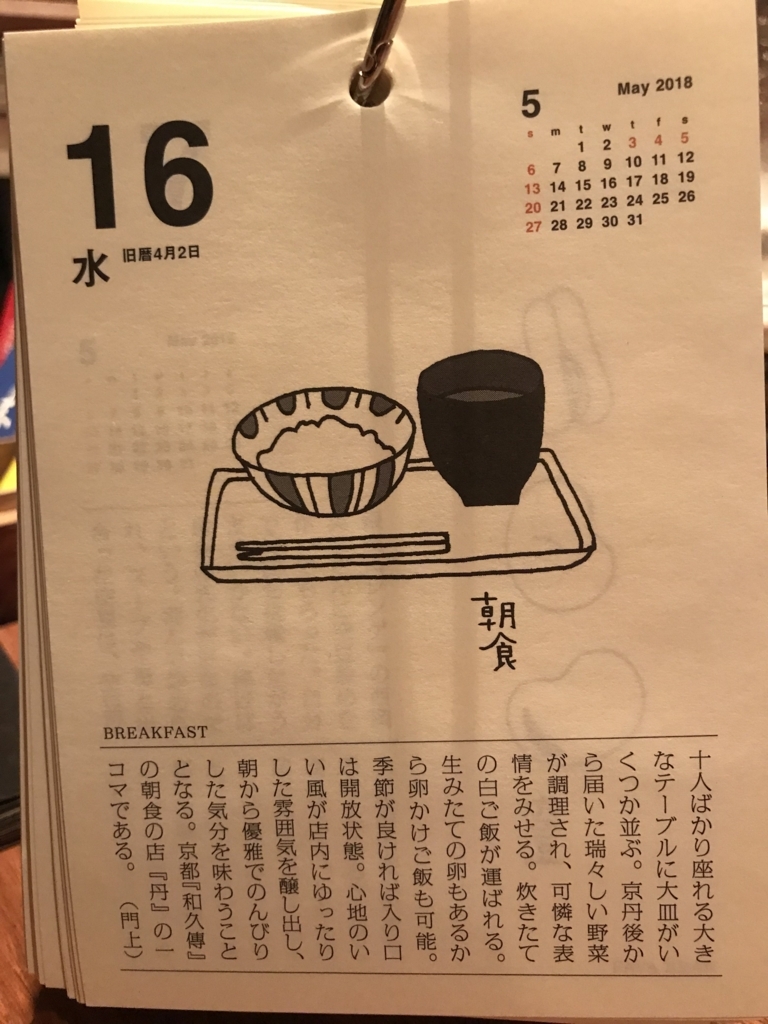 16
水
旧暦4月2日
5
May 2018
s m t w t f s
1 2 3 4 5
6 7 8 9 10 11 12
13 14 15 16 17 18 19
20 21 22 23 24 25 26
27 28 29 30 31
朝食
BREAKFAST
十人ばかり座れる大き
なテーブルに大皿がい
くつか並ぶ。京丹後か
ら届いた瑞々しい野菜
が調理され、可憐な表
情をみせる。炊きたて
の白ご飯が運ばれる。
生みたての卵もあるか
ら卵かけご飯も可能。
季節が良ければ入り口
は開放状態。心地のい
い風が店内にゆったり
した雰囲気を醸し出し、
朝から優雅でのんびり
した気分を味わうこと
となる。京都『和久傳』
の朝食の店『丹』の一
コマである。（門上）